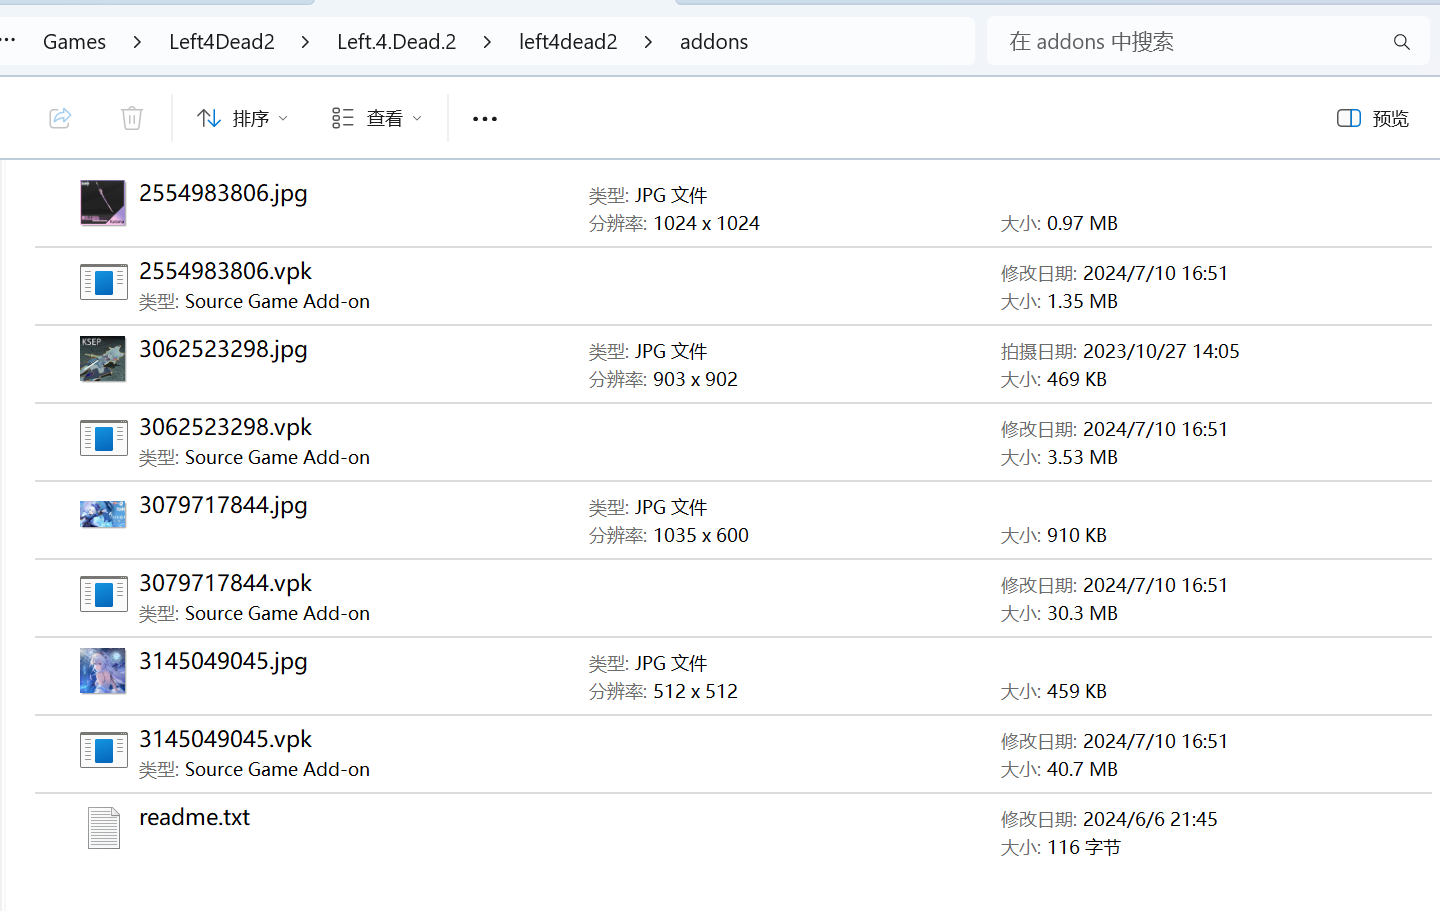 ··· Games > Left4Dead2 > Left.4.Dead.2 > left4dead2 > addons
在 addons 中搜索
排序
查看
预览
2554983806.jpg
类型: JPG 文件
分辨率: 1024 x 1024
大小: 0.97 MB
2554983806.vpk
类型: Source Game Add-on
修改日期: 2024/7/10 16:51
大小: 1.35 MB
KSEP
3062523298.jpg
类型: JPG 文件
分辨率: 903 x 902
拍摄日期: 2023/10/27 14:05
大小: 469 KB
3062523298.vpk
类型: Source Game Add-on
修改日期: 2024/7/10 16:51
大小: 3.53 MB
3079717844.jpg
类型: JPG 文件
分辨率: 1035 x 600
大小: 910 KB
3079717844.vpk
类型: Source Game Add-on
修改日期: 2024/7/10 16:51
大小: 30.3 MB
3145049045.jpg
类型: JPG 文件
分辨率: 512 x 512
大小: 459 KB
3145049045.vpk
类型: Source Game Add-on
修改日期: 2024/7/10 16:51
大小: 40.7 MB
readme.txt
修改日期: 2024/6/6 21:45
大小: 116 字节